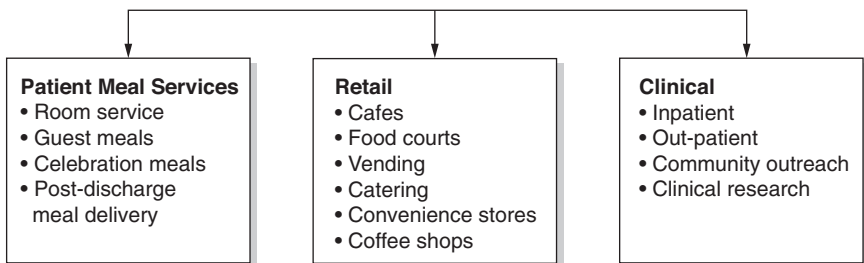 Patient Meal Services
• Room service
• Guest meals
• Celebration meals
• Post-discharge
meal delivery
Retail
• Cafes
• Food courts
• Vending
• Catering
• Convenience stores
• Coffee shops
Clinical
• Inpatient
• Out-patient
• Community outreach
• Clinical research